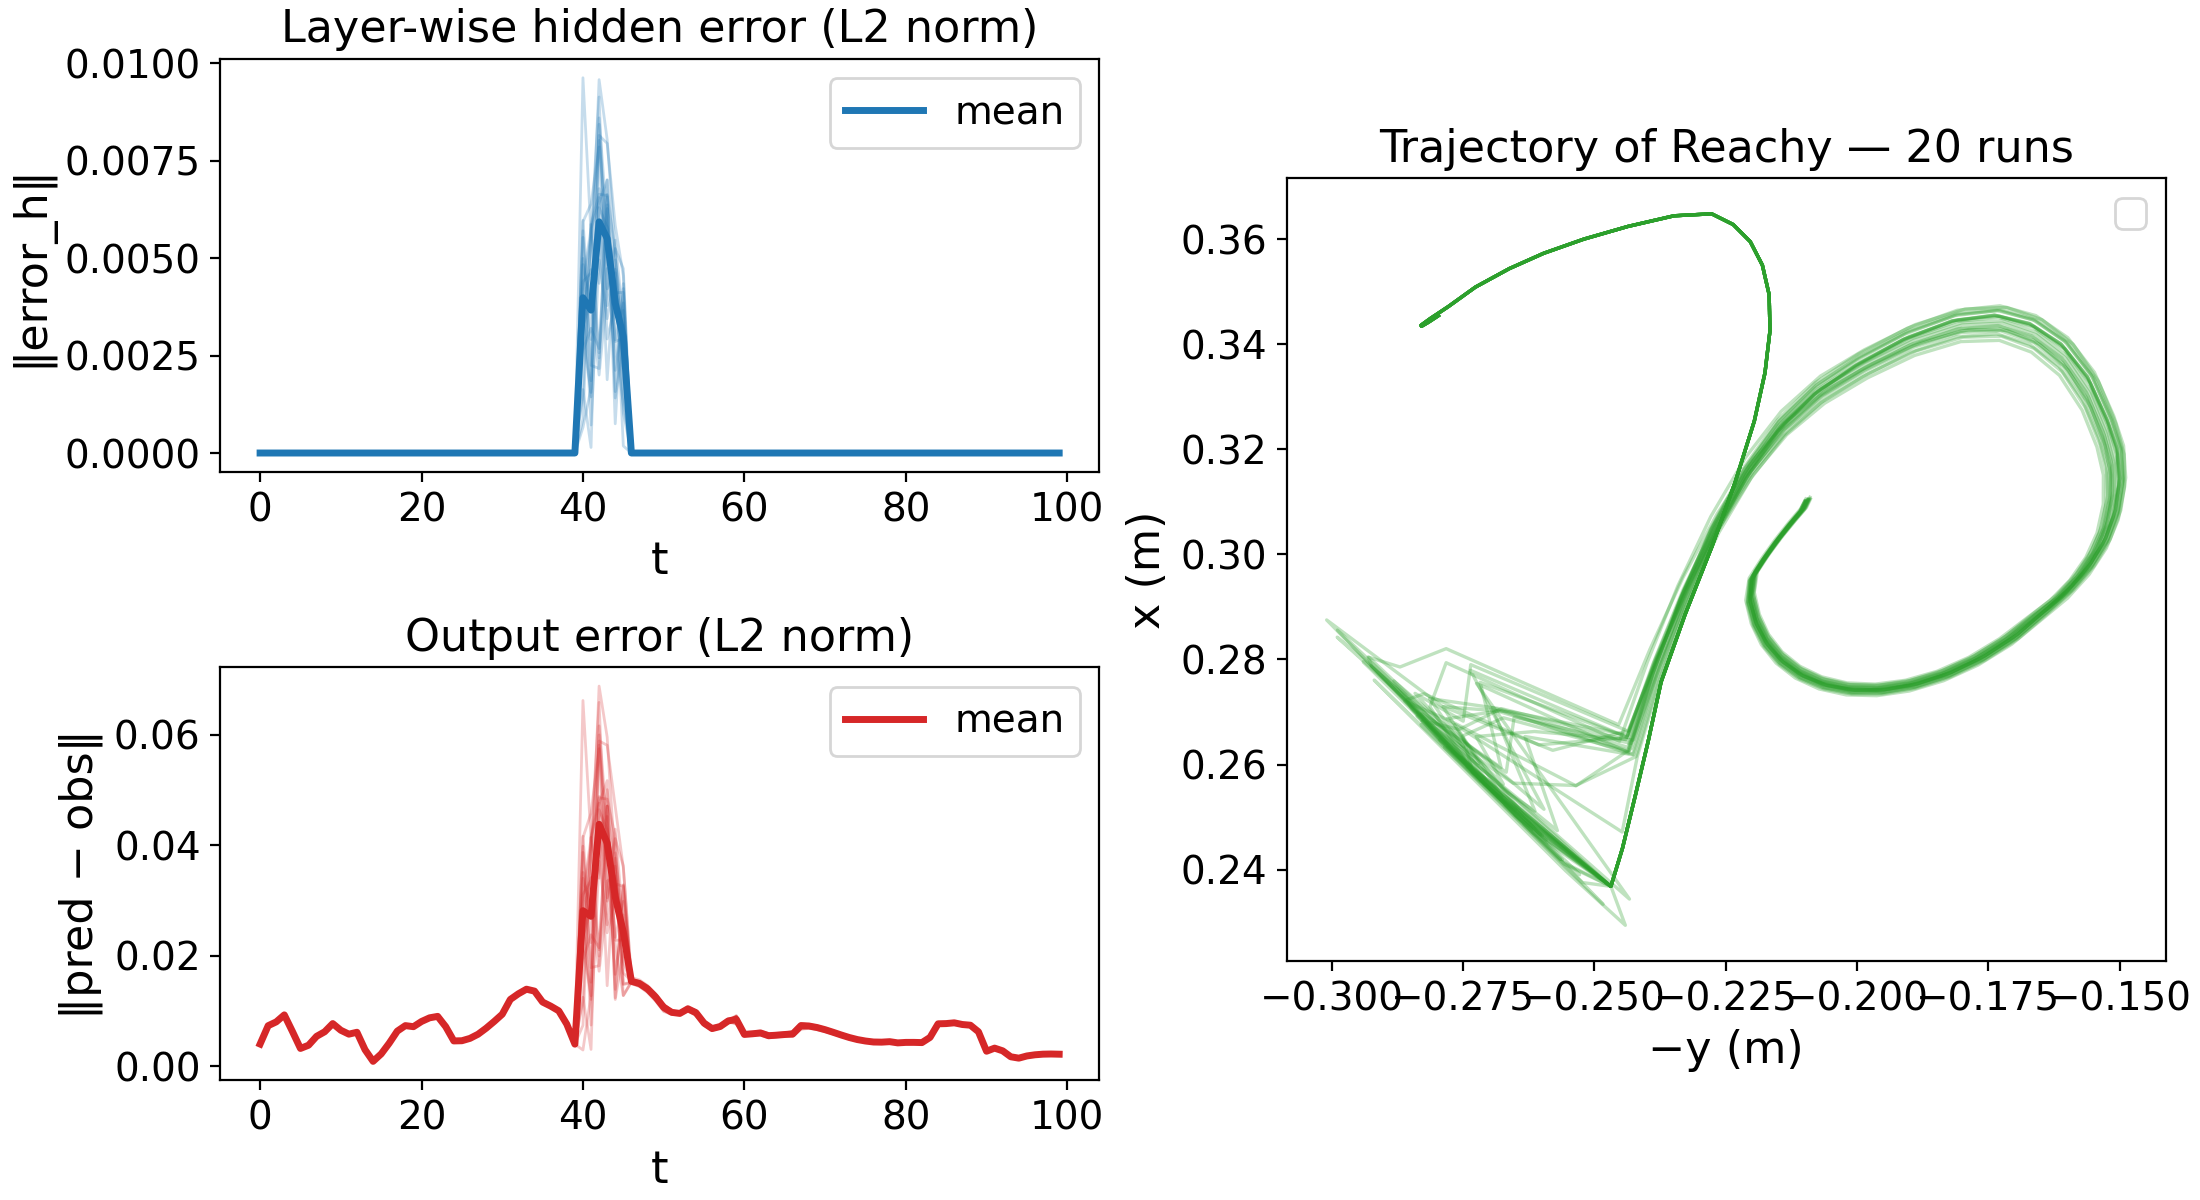 Layer-wise hidden error (L2 norm)
‖error_h‖
0.0100
0.0075
0.0050
0.0025
0.0000
mean
0 20 40 60 80 100
t
Output error (L2 norm)
‖pred − obs‖
0.06
0.04
0.02
0.00
mean
0 20 40 60 80 100
t
Trajectory of Reachy — 20 runs
x (m)
0.36
0.34
0.32
0.30
0.28
0.26
0.24
−0.300 −0.275 −0.250 −0.225 −0.200 −0.175 −0.150
−y (m)